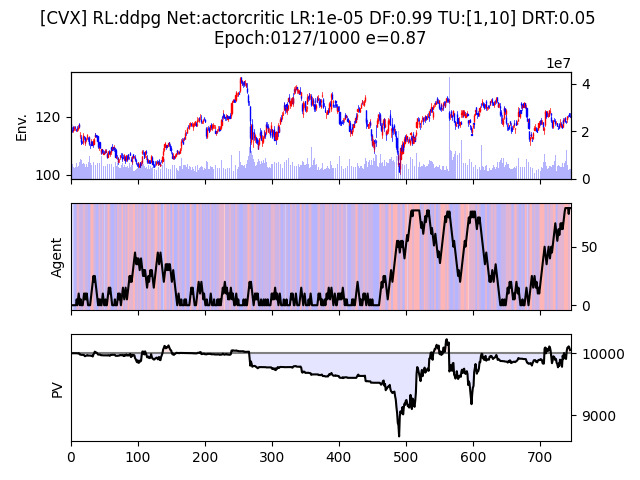 [CVX] RL:ddpg Net:actorcritic LR:1e-05 DF:0.99 TU:[1,10] DRT:0.05
Epoch:0127/1000 e=0.87
1e7
Env.
120
100
4
2
0
Agent
50
0
PV
10000
9000
0 100 200 300 400 500 600 700